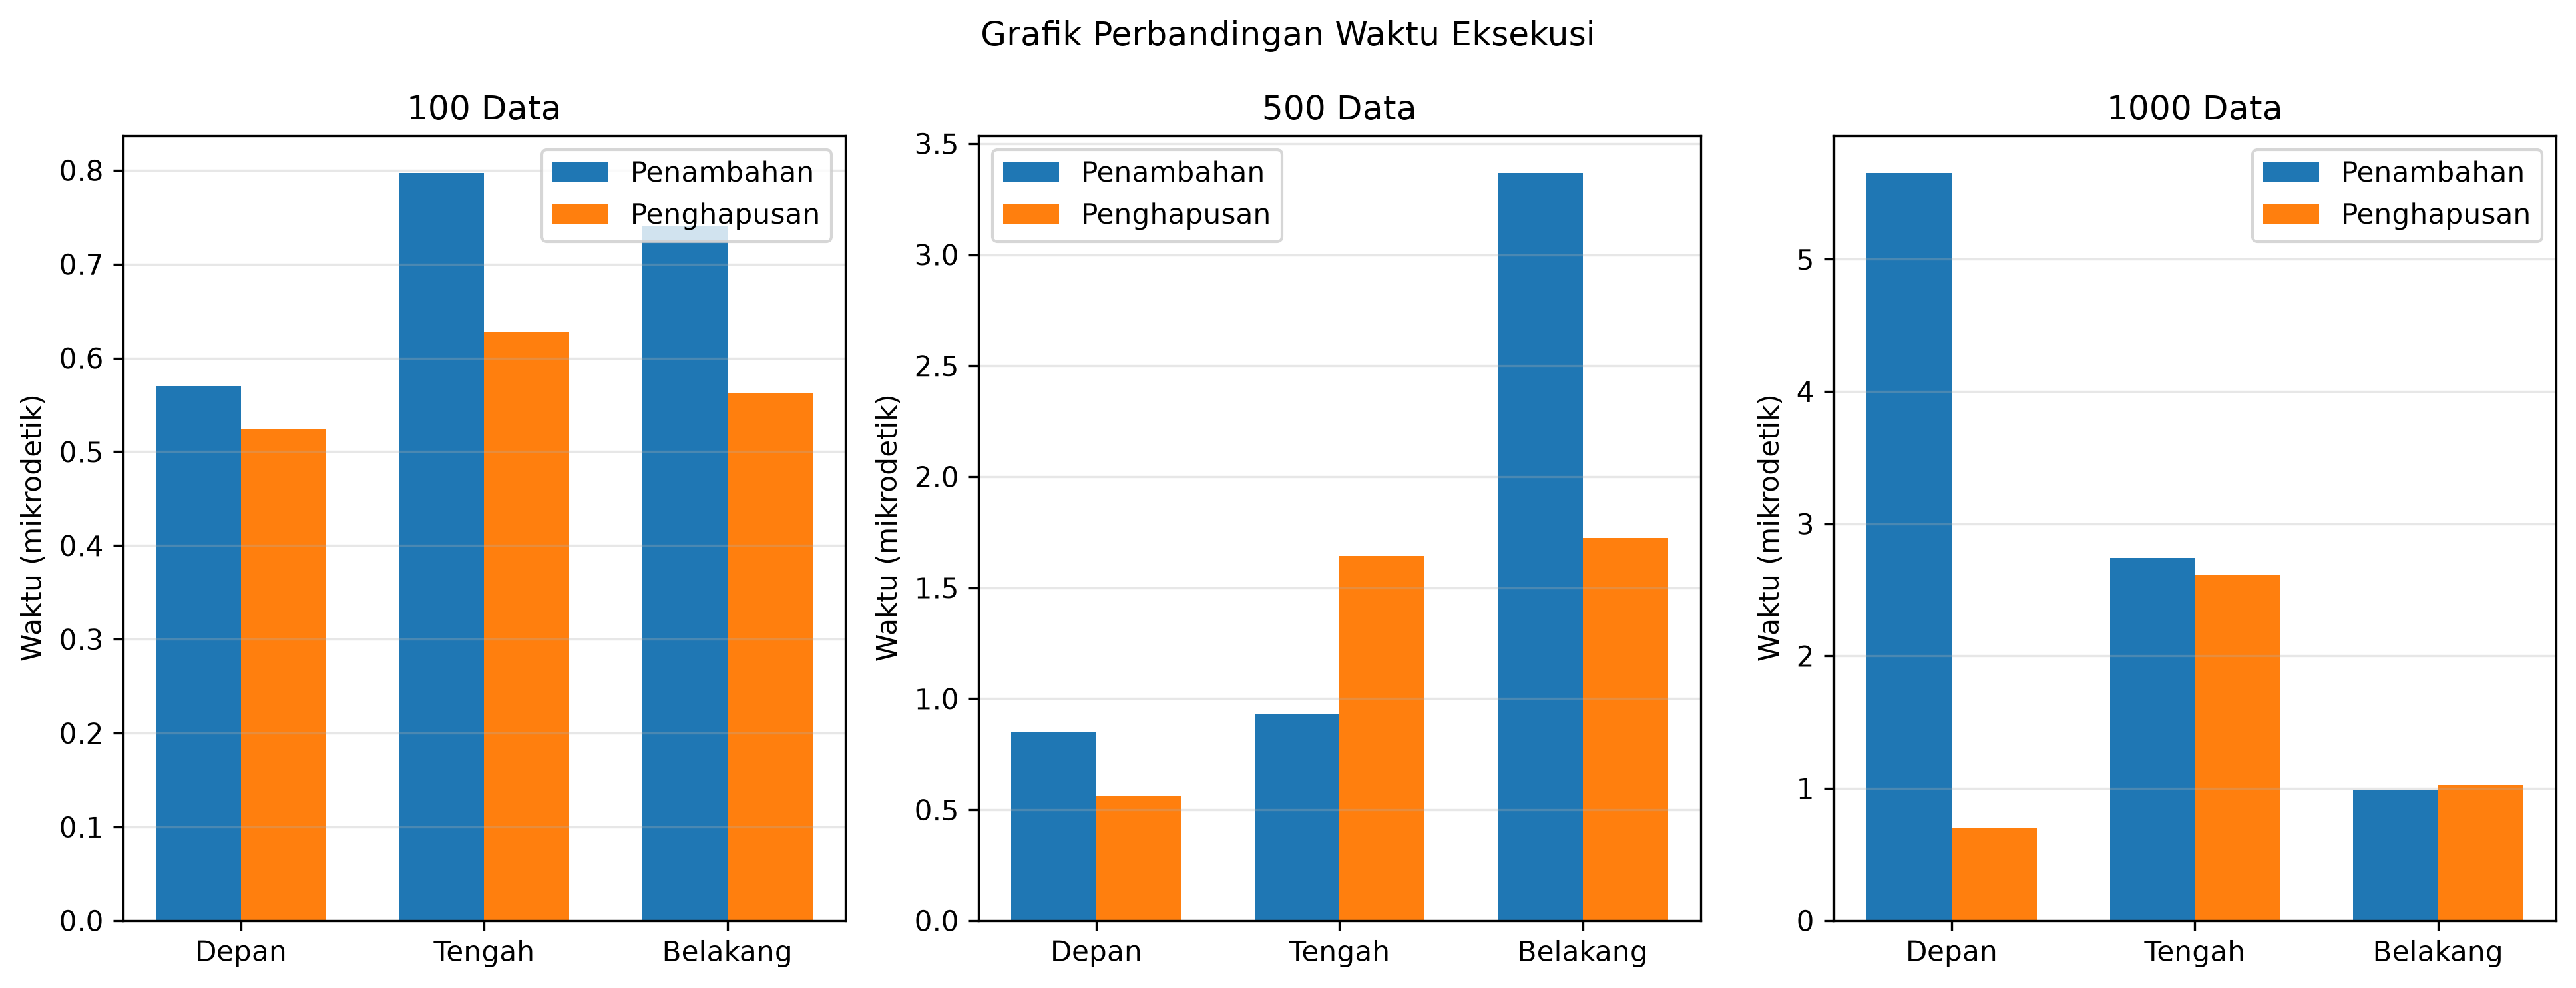 Grafik Perbandingan Waktu Eksekusi
100 Data
Waktu (mikrodetik)
0.8
0.7
0.6
0.5
0.4
0.3
0.2
0.1
0.0
Penambahan
Penghapusan
Depan Tengah Belakang
500 Data
Waktu (mikrodetik)
3.5
3.0
2.5
2.0
1.5
1.0
0.5
0.0
Penambahan
Penghapusan
Depan Tengah Belakang
1000 Data
Waktu (mikrodetik)
5
4
3
2
1
0
Penambahan
Penghapusan
Depan Tengah Belakang